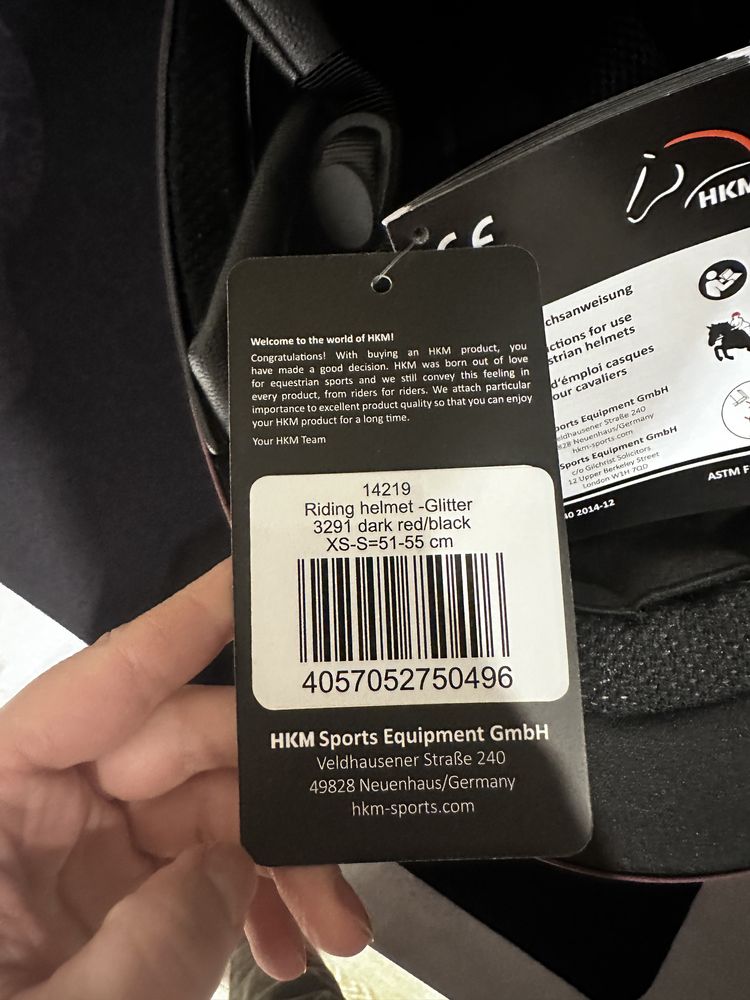 HKM
CE
chsanweisung
ctions for use
strian helmets
d'emploi casques
our cavaliers
ports Equipment GmbH
eldhausener Straße 240
828 Neuenhaus/Germany
hkm-sports.com
Sports Equipment GmbH
c/o Gilchrist Solicitors
12 Upper Berkeley Street
London W1H 7QD
ASTM F
40 2014-12
Welcome to the world of HKM!
Congratulations! With buying an HKM product, you
have made a good decision. HKM was born out of love
for equestrian sports and we still convey this feeling in
every product, from riders for riders. We attach particular
importance to excellent product quality so that you can enjoy
your HKM product for a long time.
Your HKM Team
14219
Riding helmet -Glitter
3291 dark red/black
XS-S=51-55 cm
4057052750496
HKM Sports Equipment GmbH
Veldhausener Straße 240
49828 Neuenhaus/Germany
hkm-sports.com